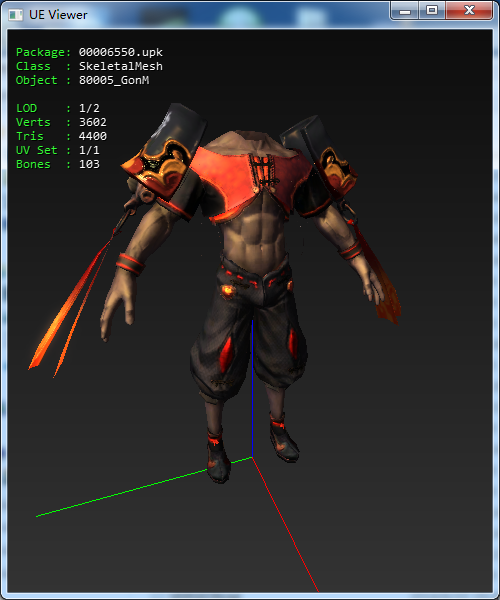 UE Viewer
Package: 00006550.upk
Class : SkeletalMesh
Object : 80005_GonM
LOD : 1/2
Verts : 3602
Tris : 4400
UV Set : 1/1
Bones : 103